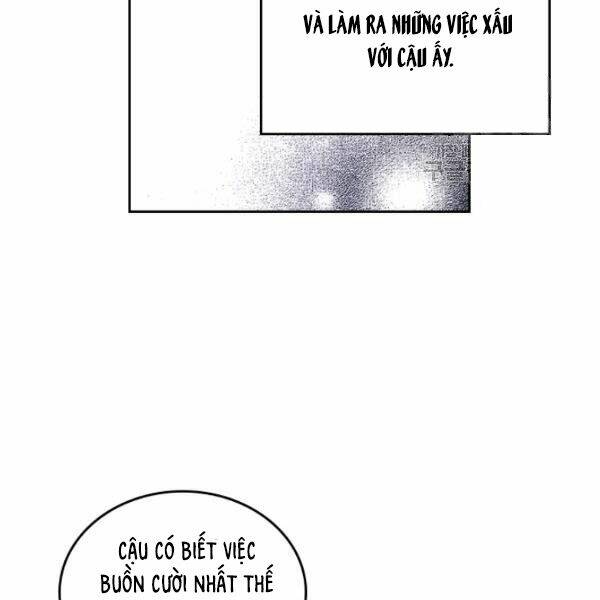 VÀ LÀM RA NHỮNG VIỆC XẤU
VỚI CẬU ẤY.
CẬU CÓ BIẾT VIỆC
BUỒN CƯỜI NHẤT THẾ